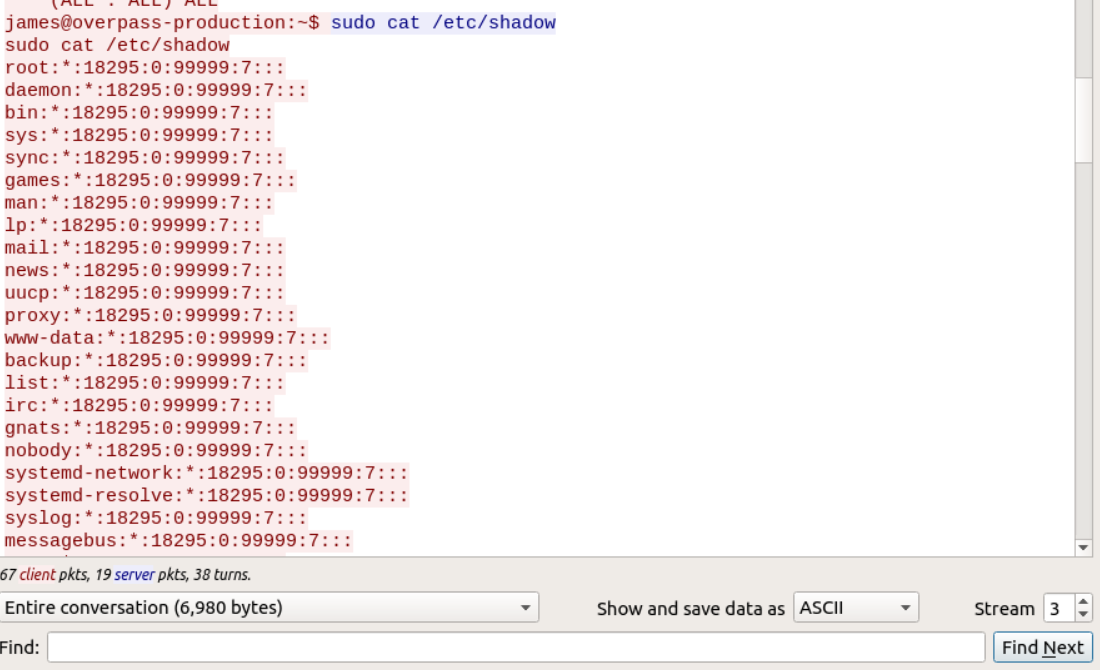 (ALL : ALL) ALL
james@overpass-production:~$ sudo cat /etc/shadow
sudo cat /etc/shadow
root:*:18295:0:99999:7:::
daemon:*:18295:0:99999:7:::
bin:*:18295:0:99999:7:::
sys:*:18295:0:99999:7:::
sync:*:18295:0:99999:7:::
games:*:18295:0:99999:7:::
man:*:18295:0:99999:7:::
lp:*:18295:0:99999:7:::
mail:*:18295:0:99999:7:::
news:*:18295:0:99999:7:::
uucp:*:18295:0:99999:7:::
proxy:*:18295:0:99999:7:::
www-data:*:18295:0:99999:7:::
backup:*:18295:0:99999:7:::
list:*:18295:0:99999:7:::
irc:*:18295:0:99999:7:::
gnats:*:18295:0:99999:7:::
nobody:*:18295:0:99999:7:::
systemd-network:*:18295:0:99999:7:::
systemd-resolve:*:18295:0:99999:7:::
syslog:*:18295:0:99999:7:::
messagebus:*:18295:0:99999:7:::
67 client pkts, 19 server pkts, 38 turns.
Entire conversation (6,980 bytes) Show and save data as ASCII Stream 3
Find: Find Next